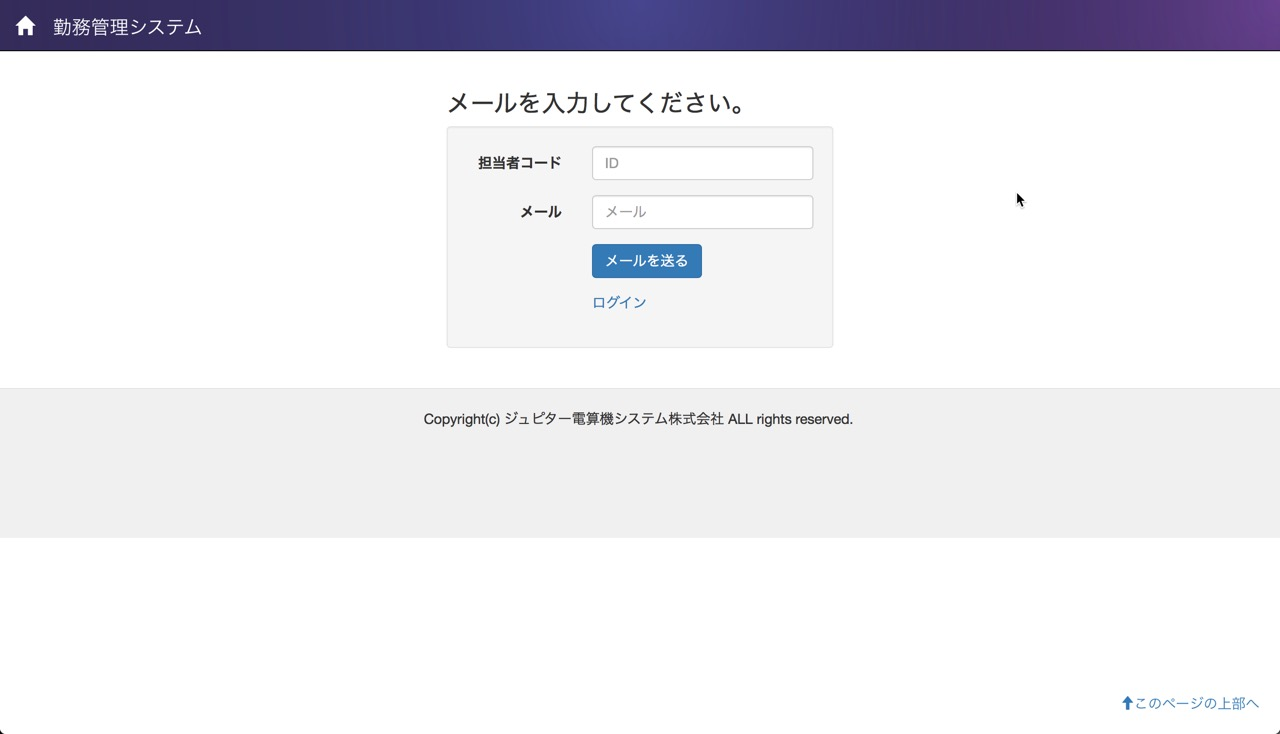 勤務管理システム
メールを入力してください。
担当者コード ID
メール メール
メールを送る
ログイン
Copyright(c) ジュピター電算機システム株式会社 ALL rights reserved.
このページの上部へ